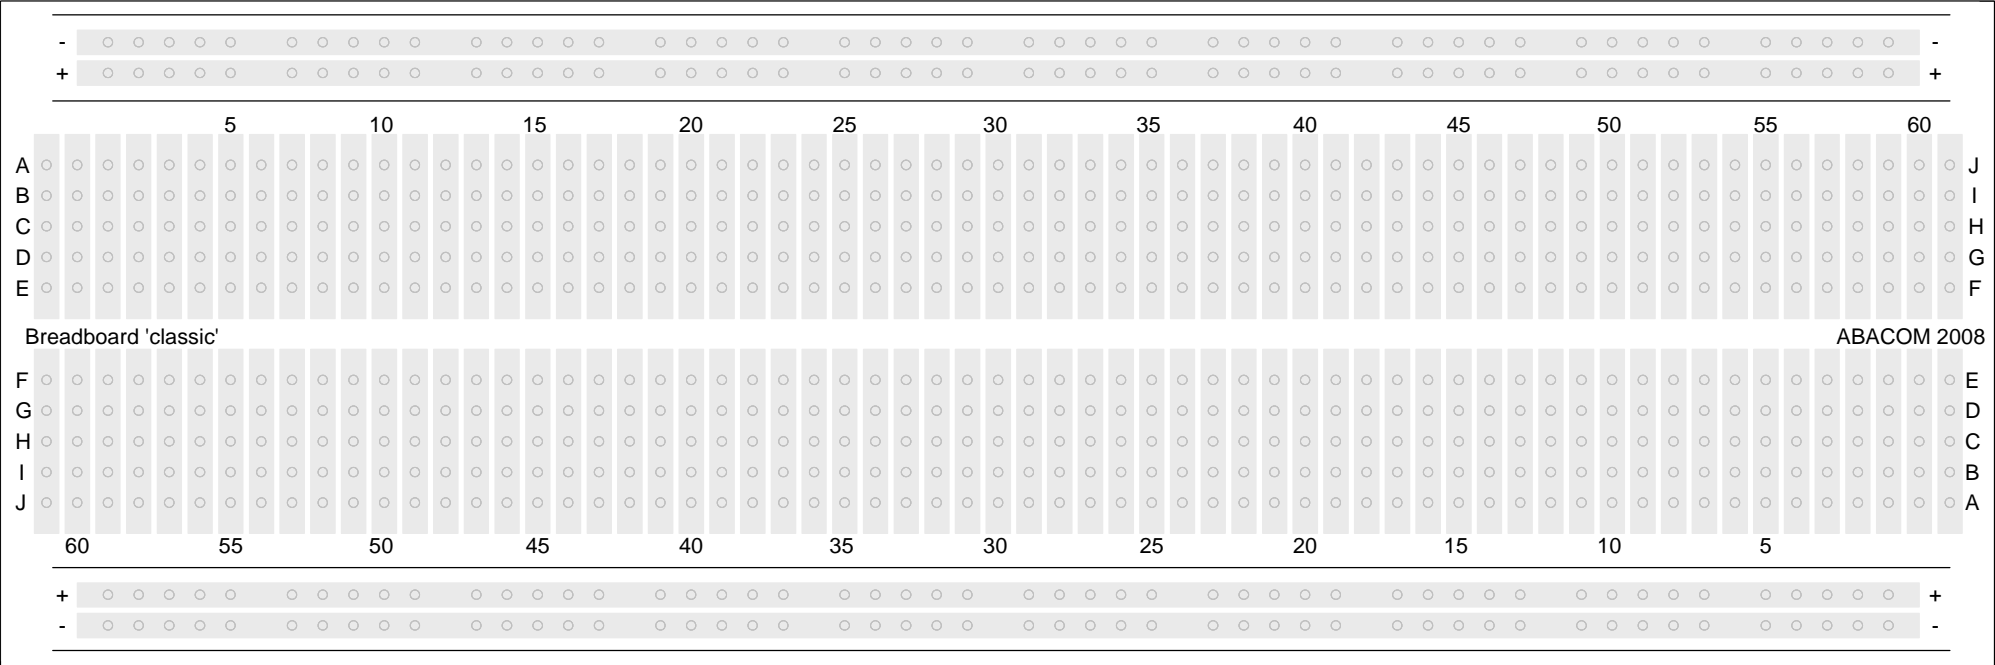 - -
+ +
5 10 15 20 25 30 35 40 45 50 55 60
A J
B I
C H
D G
E F
Breadboard 'classic' ABACOM 2008
F E
G D
H C
I B
J A
60 55 50 45 40 35 30 25 20 15 10 5
+ +
- -